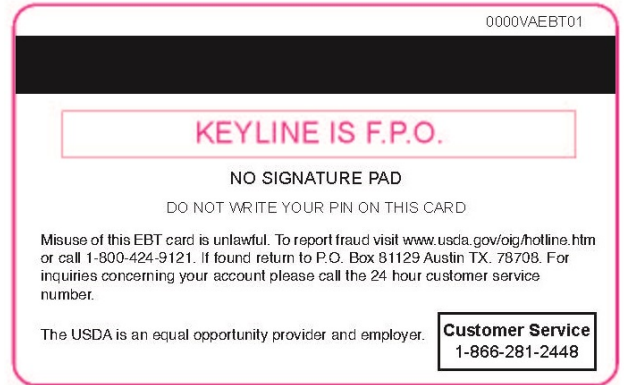 0000VAEBT01
KEYLINE IS F.P.O.
NO SIGNATURE PAD
DO NOT WRITE YOUR PIN ON THIS CARD
Misuse of this EBT card is unlawful. To report fraud visit www.usda.gov/oig/hotline.htm
or call 1-800-424-9121. If found return to P.O. Box 81129 Austin TX. 78708. For
inquiries concerning your account please call the 24 hour customer service
number.
The USDA is an equal opportunity provider and employer.
Customer Service
1-866-281-2448